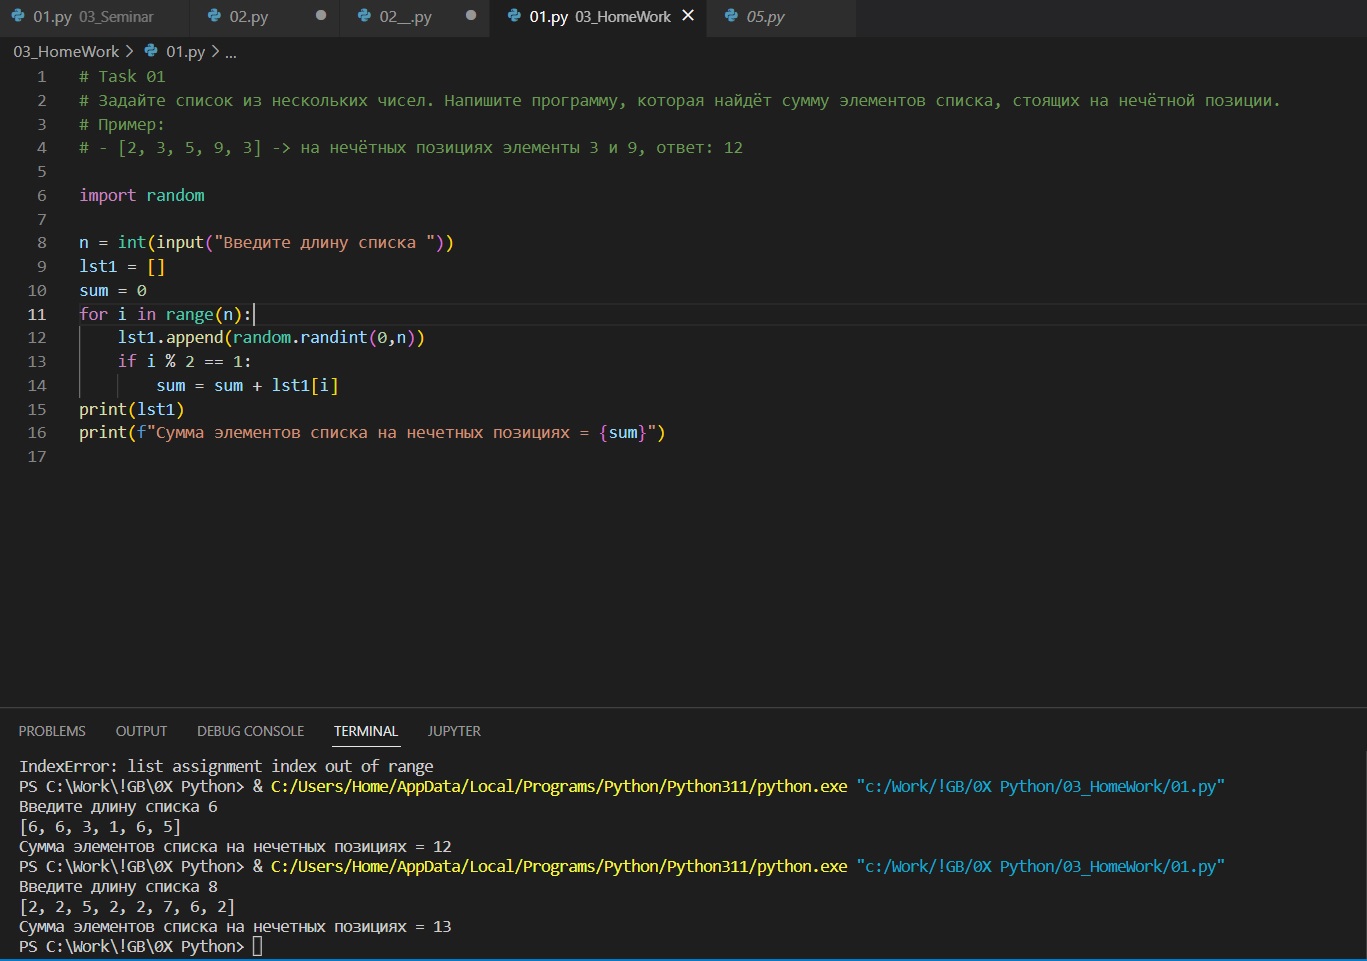 01.py 03_Seminar 02.py 02__.py 01.py 03_HomeWork 05.py
03_HomeWork > 01.py > ...
1 # Task 01
2 # Задайте список из нескольких чисел. Напишите программу, которая найдёт сумму элементов списка, стоящих на нечётной позиции.
3 # Пример:
4 # - [2, 3, 5, 9, 3] -> на нечётных позициях элементы 3 и 9, ответ: 12
5
6 import random
7
8 n = int(input("Введите длину списка "))
9 lst1 = []
10 sum = 0
11 for i in range(n):
12     lst1.append(random.randint(0,n))
13     if i % 2 == 1:
14         sum = sum + lst1[i]
15 print(lst1)
16 print(f"Сумма элементов списка на нечетных позициях = {sum}")
17
PROBLEMS OUTPUT DEBUG CONSOLE TERMINAL JUPYTER
IndexError: list assignment index out of range
PS C:\Work\!GB\0X Python> & C:/Users/Home/AppData/Local/Programs/Python/Python311/python.exe "c:/Work/!GB/0X Python/03_HomeWork/01.py"
Введите длину списка 6
[6, 6, 3, 1, 6, 5]
Сумма элементов списка на нечетных позициях = 12
PS C:\Work\!GB\0X Python> & C:/Users/Home/AppData/Local/Programs/Python/Python311/python.exe "c:/Work/!GB/0X Python/03_HomeWork/01.py"
Введите длину списка 8
[2, 2, 5, 2, 2, 7, 6, 2]
Сумма элементов списка на нечетных позициях = 13
PS C:\Work\!GB\0X Python>